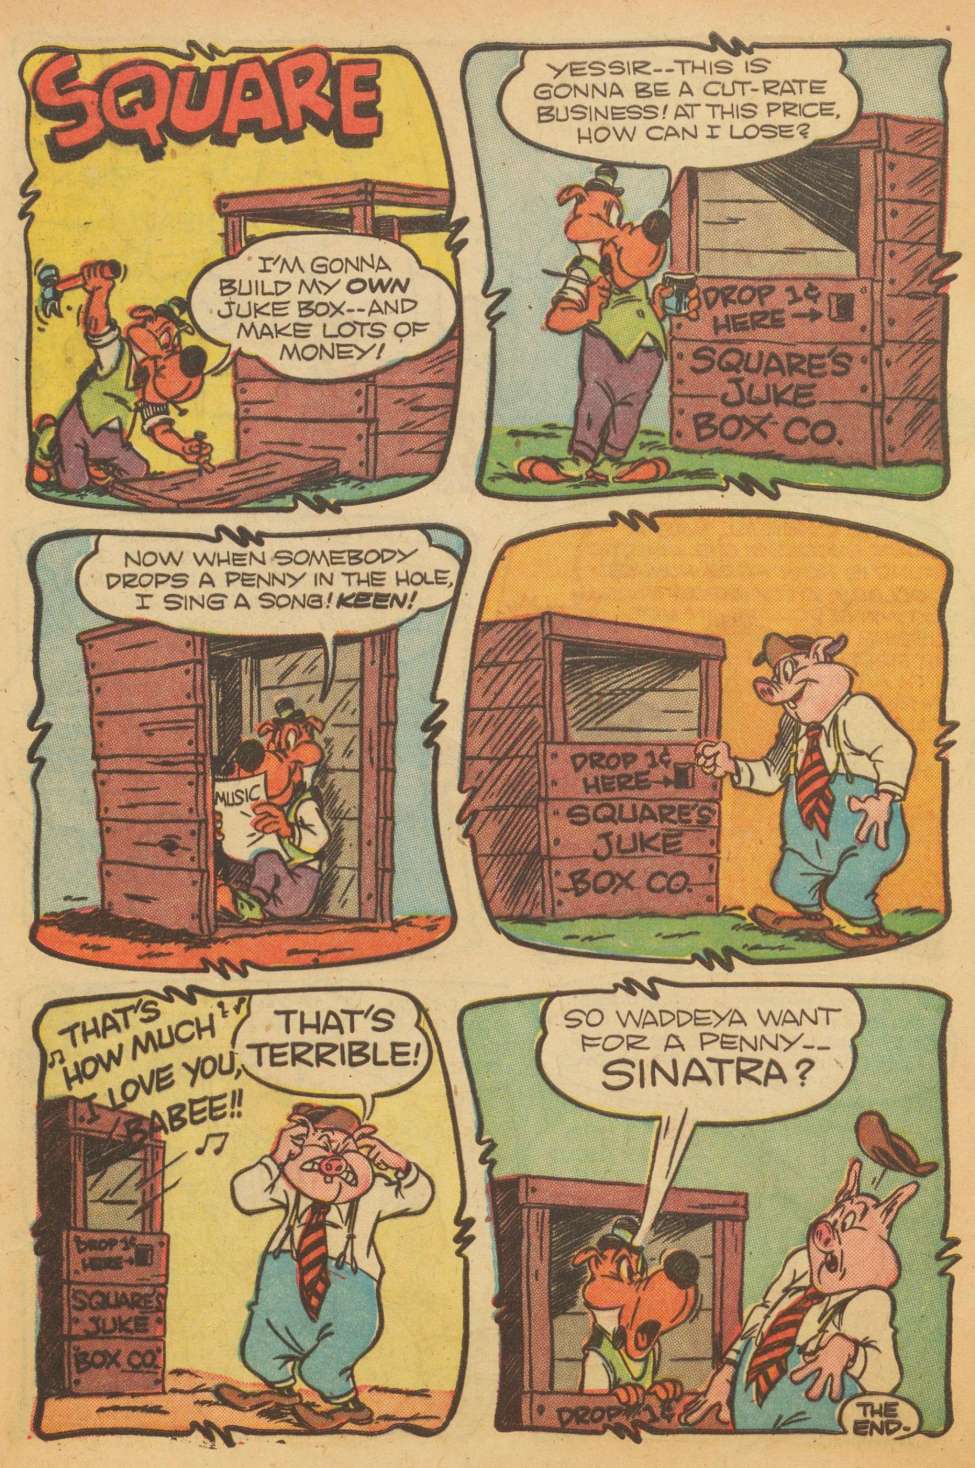 SQUARE
I'M GONNA
BUILD MY OWN
JUKE BOX--AND
MAKE LOTS OF
MONEY!
YESSIR--THIS IS
GONNA BE A CUT-RATE
BUSINESS! AT THIS PRICE,
HOW CAN I LOSE?
DROP 1¢
HERE →
SQUARE'S
JUKE
BOX CO.
NOW WHEN SOMEBODY
DROPS A PENNY IN THE HOLE,
I SING A SONG! KEEN!
MUSIC
DROP 1¢
HERE →
SQUARE'S
JUKE
BOX CO.
♫ THAT'S
HOW MUCH
I LOVE YOU,
BABEE!! ♫
THAT'S
TERRIBLE!
DROP 1¢
HERE →
SQUARE'S
JUKE
BOX CO.
SO WADDEYA WANT
FOR A PENNY--
SINATRA?
DROP 1¢
THE
END-